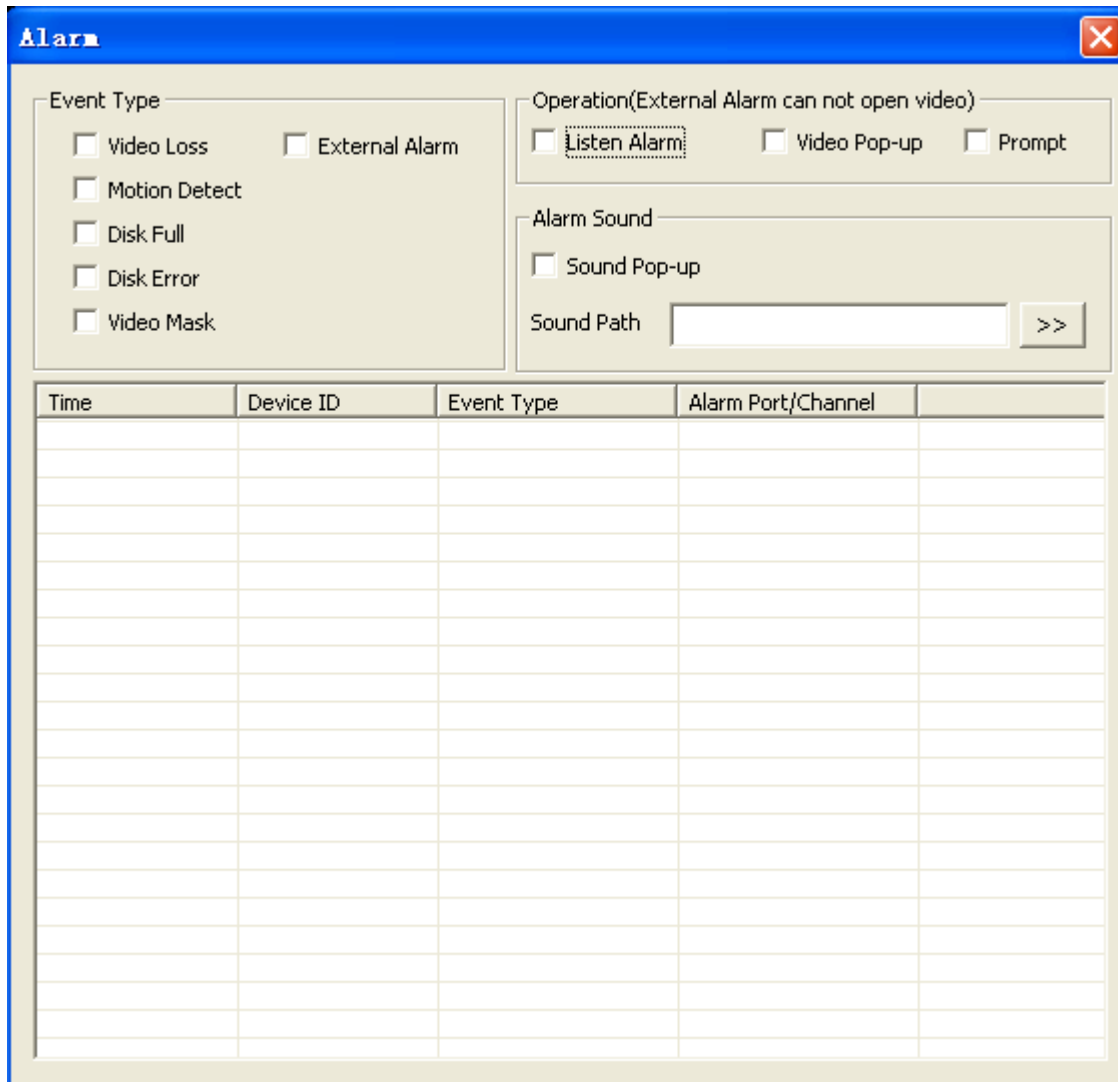 Alarm
Event Type
Video Loss External Alarm
Motion Detect
Disk Full
Disk Error
Video Mask
Operation(External Alarm can not open video)
Listen Alarm Video Pop-up Prompt
Alarm Sound
Sound Pop-up
Sound Path >>
Time Device ID Event Type Alarm Port/Channel